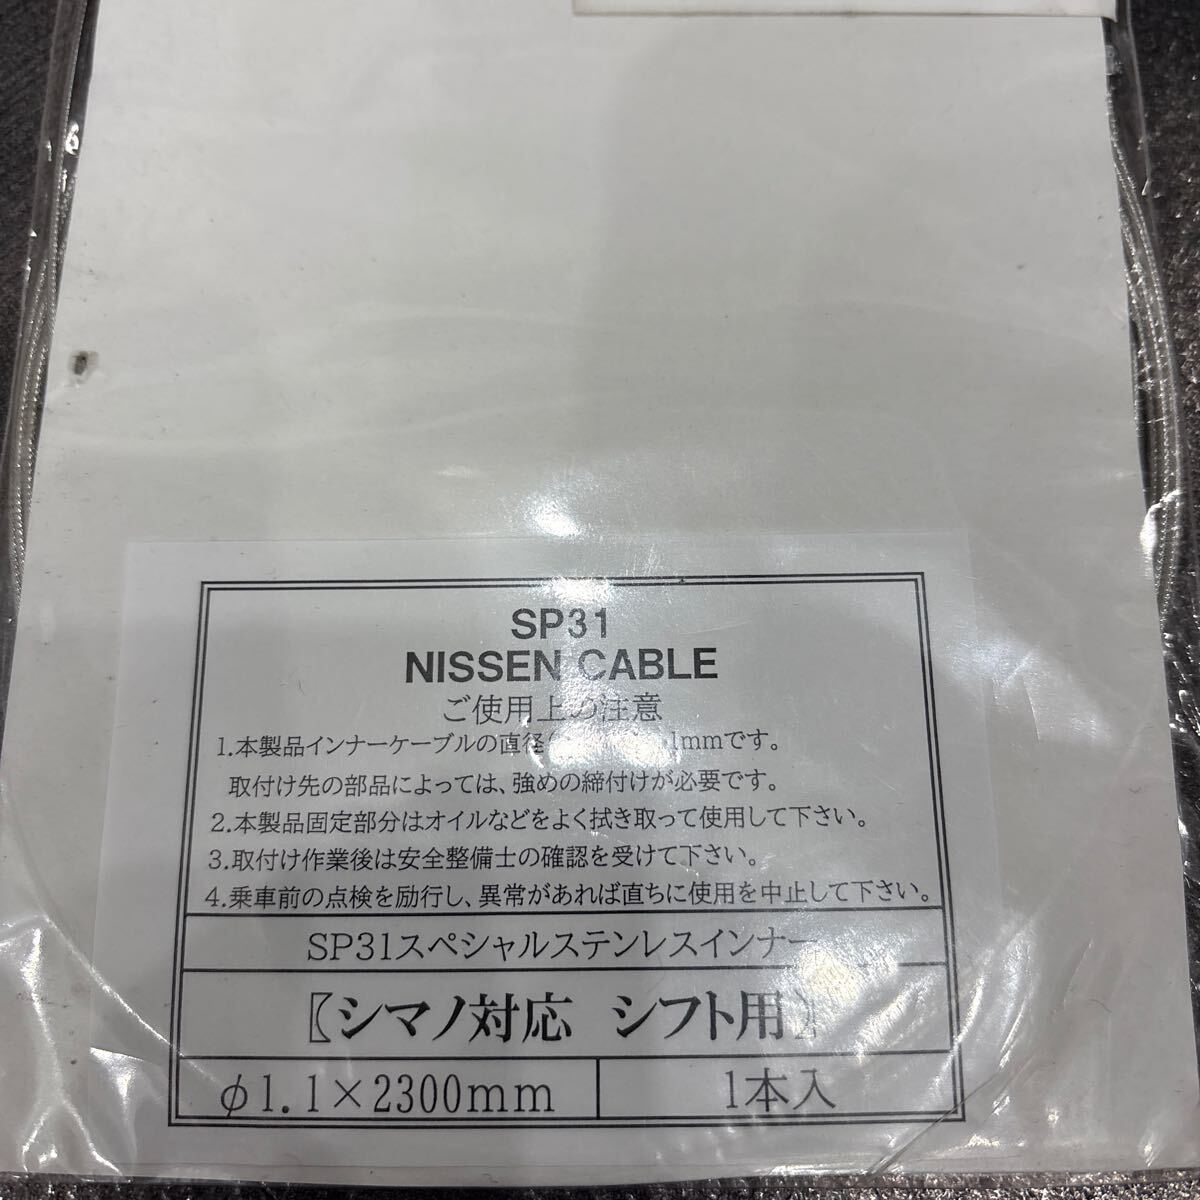 SP31
NISSEN CABLE
ご使用上の注意
1.本製品インナーケーブルの直径 1mmです。
取付け先の部品によっては、強めの締付けが必要です。
2.本製品固定部分はオイルなどをよく拭き取って使用して下さい。
3.取付け作業後は安全整備士の確認を受けて下さい。
4.乗車前の点検を励行し、異常があれば直ちに使用を中止して下さい。
SP31スペシャルステンレスインナー
〖シマノ対応 シフト用〗
φ1.1×2300mm
1本入